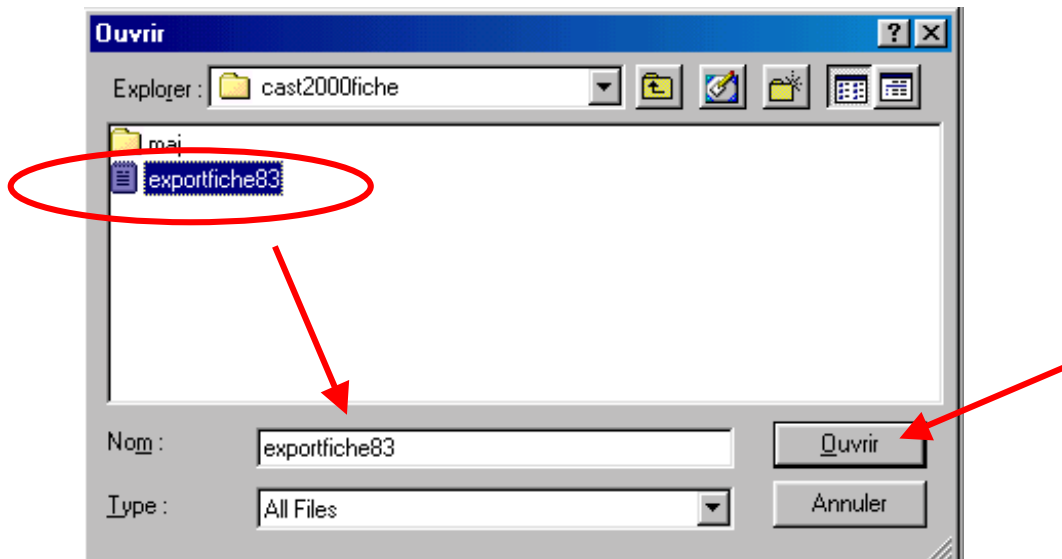 Ouvrir
Explorer : cast2000fiche
maj
exportfiche83
Nom : exportfiche83 Ouvrir
Type : All Files Annuler